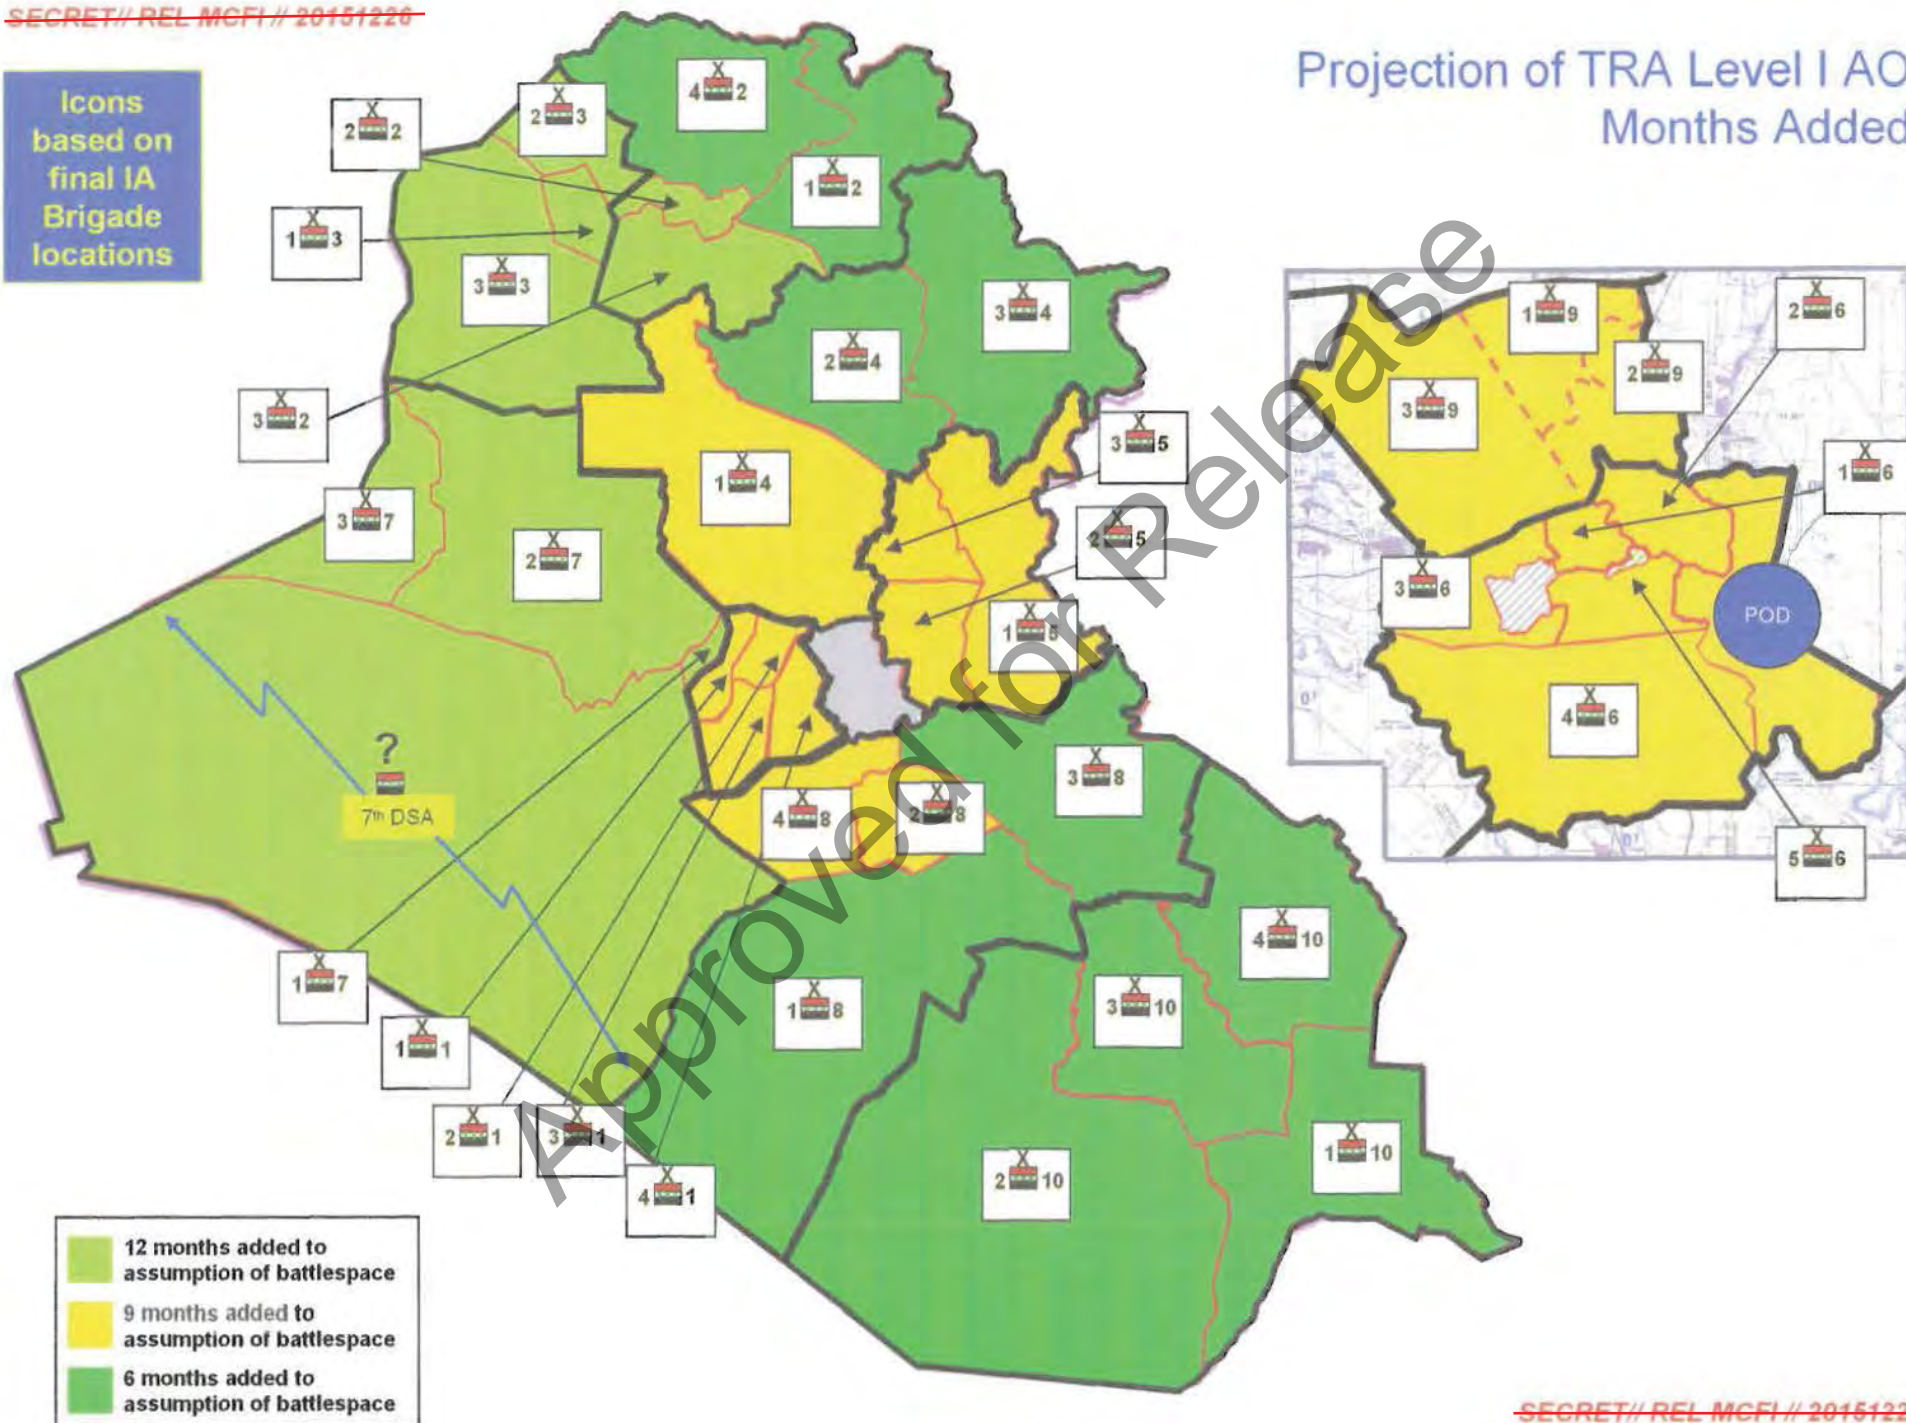 SECRET// REL MCFI // 20151226
Projection of TRA Level I AO
Months Added
Icons
based on
final IA
Brigade
locations
4 2
2 3
2 2
1 2
1 3
3 3
3 4
2 4
3 2
1 4
3 5
3 7
2 7
2 5
1 5
?
7th DSA
3 8
4 8
2 8
4 10
1 7
1 8
3 10
1 1
2 1
3 1
4 1
2 10
1 10
1 9
2 6
2 9
3 9
1 6
3 6
POD
4 6
5 6
12 months added to
assumption of battlespace
9 months added to
assumption of battlespace
6 months added to
assumption of battlespace
Approved for Release
SECRET// REL MCFI // 2015122